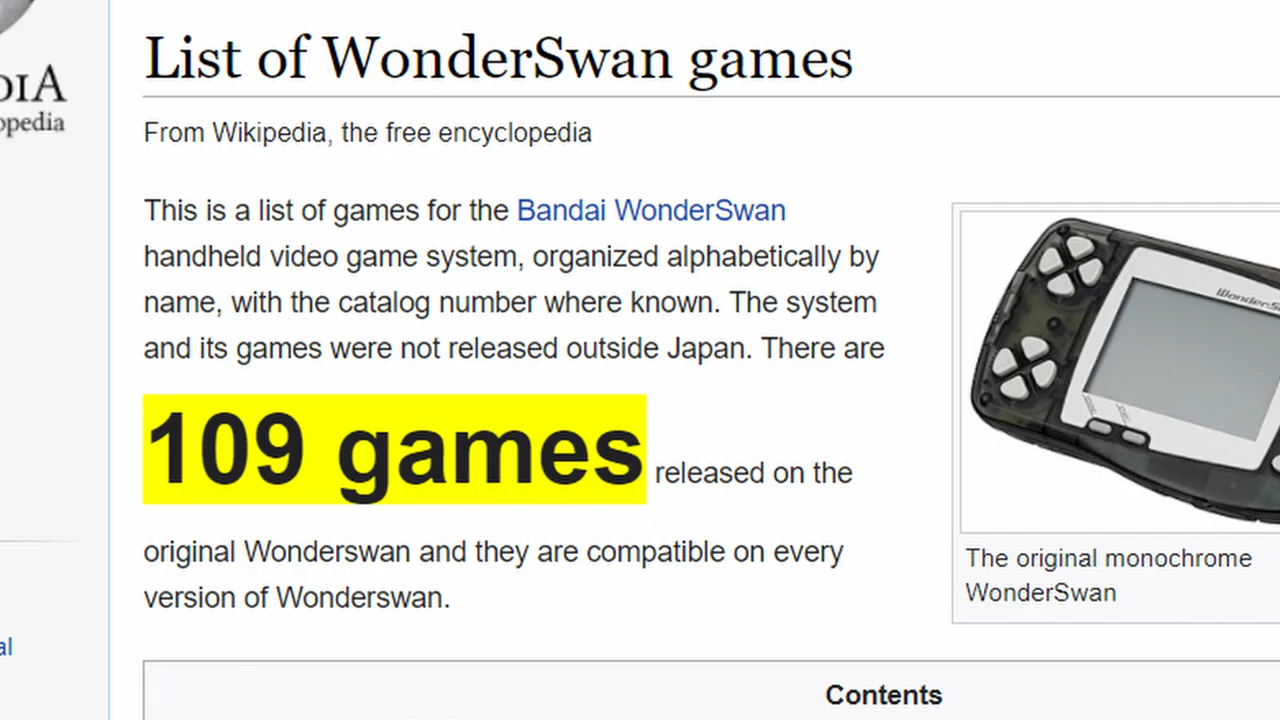 List of WonderSwan games
From Wikipedia, the free encyclopedia
This is a list of games for the Bandai WonderSwan
handheld video game system, organized alphabetically by
name, with the catalog number where known. The system
and its games were not released outside Japan. There are
109 games released on the
original Wonderswan and they are compatible on every
version of Wonderswan.
The original monochrome
WonderSwan
Contents